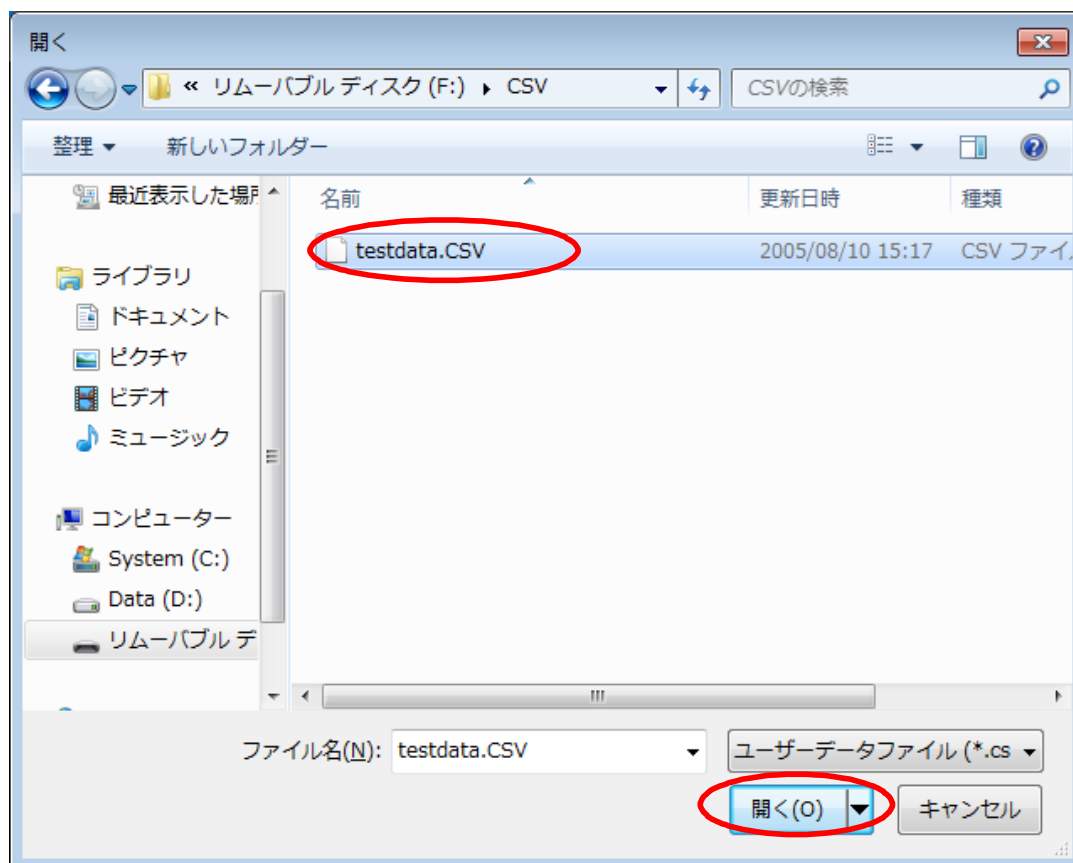 開く
« リムーバブル ディスク (F:) CSV CSVの検索
整理 新しいフォルダー
最近表示した場所
名前 更新日時 種類
testdata.CSV 2005/08/10 15:17 CSV ファイ
ライブラリ
ドキュメント
ピクチャ
ビデオ
ミュージック
コンピューター
System (C:)
Data (D:)
リムーバブル デ
ファイル名(N): testdata.CSV ユーザーデータファイル (*.cs
開く(O) キャンセル